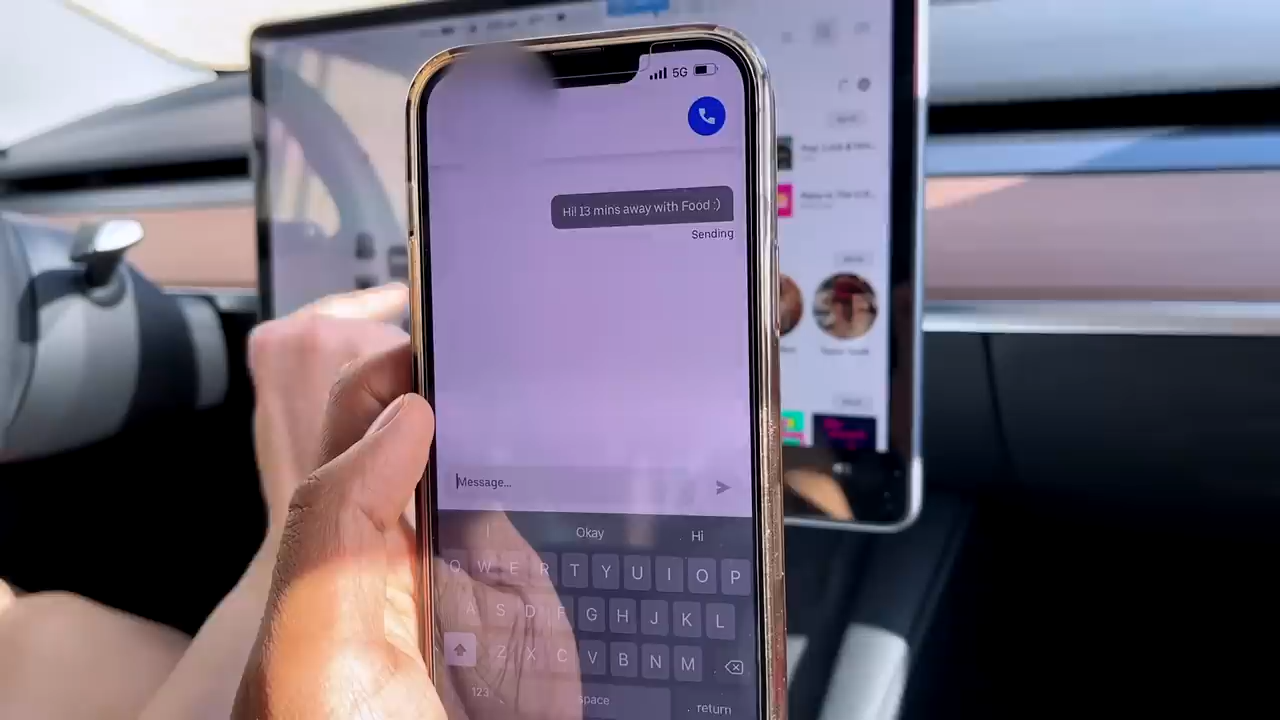 5G
Hi! 13 mins away with Food :)
Sending
Message...
I Okay Hi
Q W E R T Y U I O P
A S D F G H J K L
Z X C V B N M
123 space return